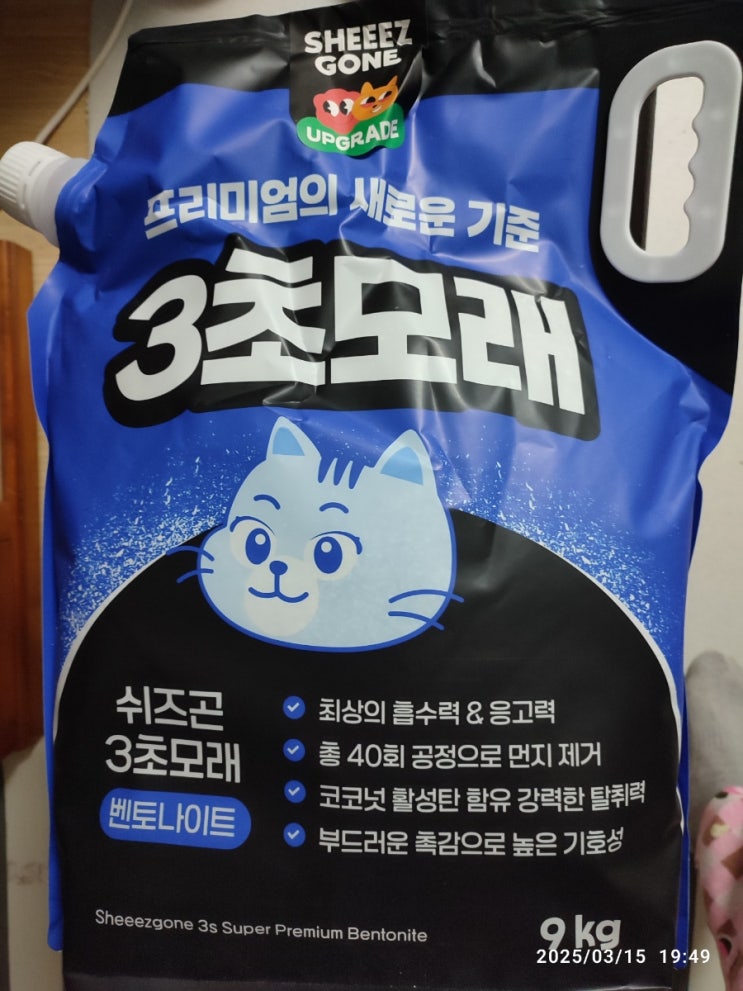 SHEEEZ
GONE
UPGRADE
프리미엄의 새로운 기준
3초모래
쉬즈곤
3초모래
벤토나이트
최상의 흡수력 & 응고력
총 40회 공정으로 먼지 제거
코코넛 활성탄 함유 강력한 탈취력
부드러운 촉감으로 높은 기호성
Sheeezgone 3s Super Premium Bentonite
9 kg
2025/03/15 19:49